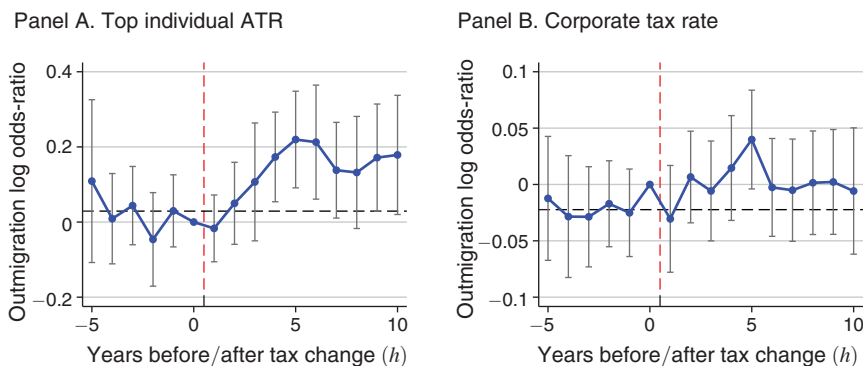 Panel A. Top individual ATR
Outmigration log odds-ratio
0.4
0.2
0
−0.2
−5
0
5
10
Years before/after tax change (h)
Panel B. Corporate tax rate
Outmigration log odds-ratio
0.1
0.05
0
−0.05
−0.1
−5
0
5
10
Years before/after tax change (h)